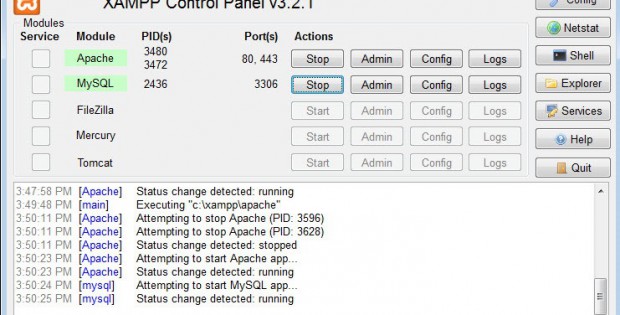 XAMPP Control Panel v3.2.1
Config
Modules
Service Module PID(s) Port(s) Actions
Netstat
Apache 3480 3472 80, 443 Stop Admin Config Logs
Shell
MySQL 2436 3306 Stop Admin Config Logs
Explorer
FileZilla Start Admin Config Logs
Services
Mercury Start Admin Config Logs
Help
Tomcat Start Admin Config Logs
Quit
3:47:58 PM [Apache] Status change detected: running
3:49:48 PM [main] Executing "c:\xampp\apache"
3:50:11 PM [Apache] Attempting to stop Apache (PID: 3596)
3:50:11 PM [Apache] Attempting to stop Apache (PID: 3628)
3:50:11 PM [Apache] Status change detected: stopped
3:50:23 PM [Apache] Attempting to start Apache app...
3:50:23 PM [Apache] Status change detected: running
3:50:24 PM [mysql] Attempting to start MySQL app...
3:50:25 PM [mysql] Status change detected: running